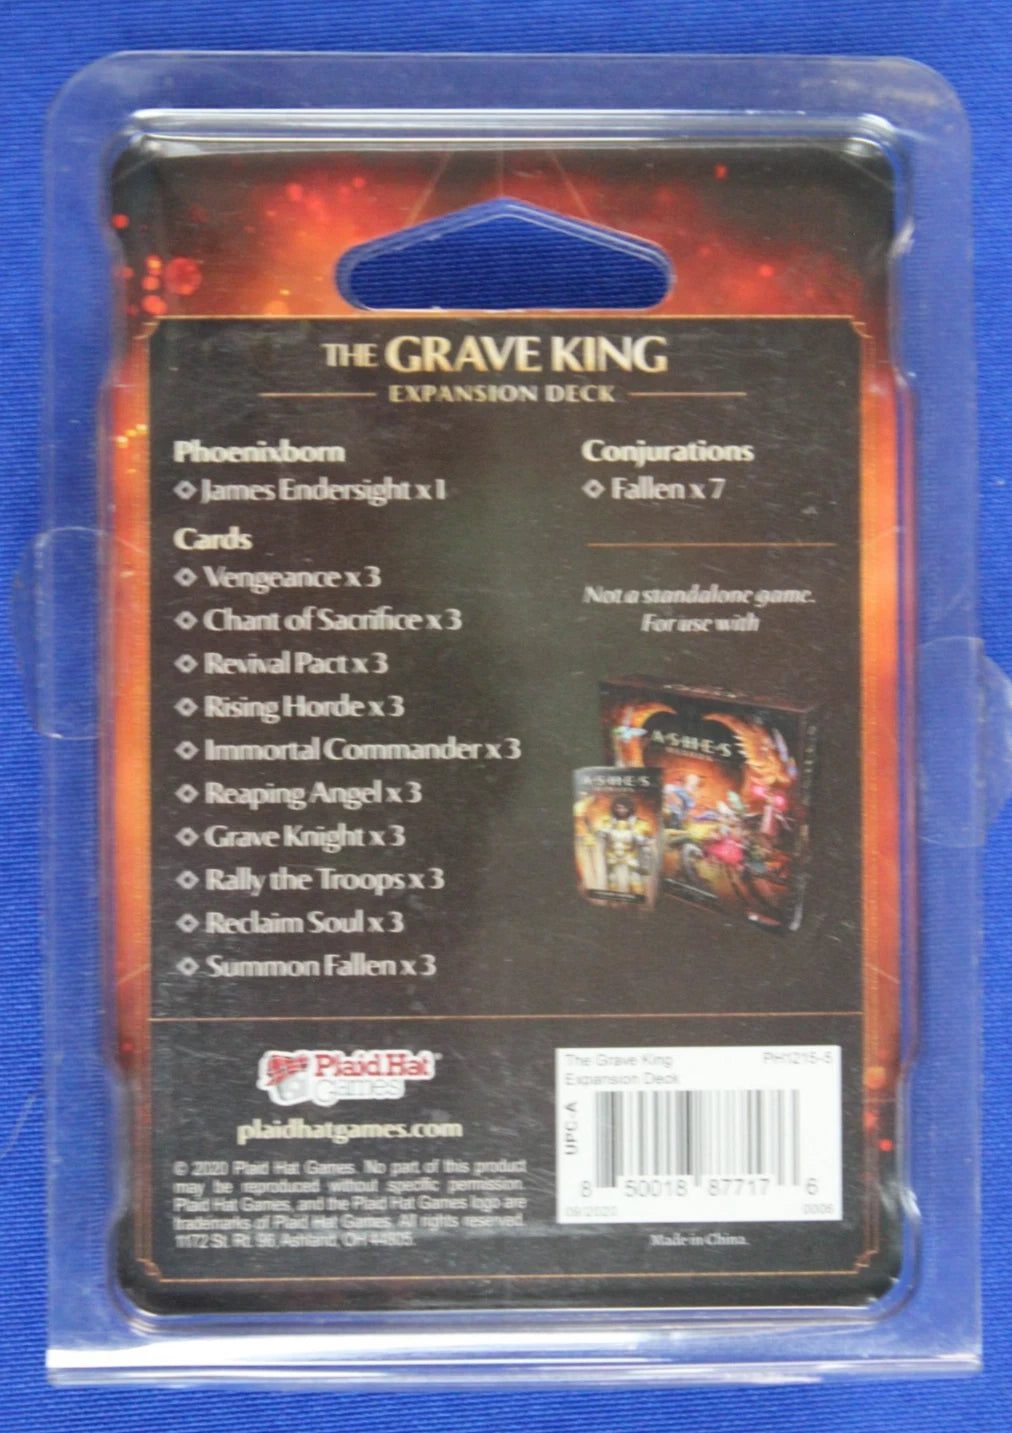 THE GRAVE KING
EXPANSION DECK
Phoenixborn
James Endersight x 1
Cards
Vengeance x 3
Chant of Sacrifice x 3
Revival Pact x 3
Rising Horde x 3
Immortal Commander x 3
Reaping Angel x 3
Grave Knight x 3
Rally the Troops x 3
Reclaim Soul x 3
Summon Fallen x 3
Conjurations
Fallen x 7
Not a standalone game.
For use with
A·S·H·E·S
A·S·H·E·S
Plaid Hat
Games
plaidhatgames.com
© 2020 Plaid Hat Games. No part of this product
may be reproduced without specific permission.
Plaid Hat Games, and the Plaid Hat Games logo are
trademarks of Plaid Hat Games. All rights reserved.
1172 St. Rt. 96, Ashland, OH 44805.
The Grave King PH1215-5
Expansion Deck
UPC-A
8 50018 87717 6
09/2020 0006
Made in China.